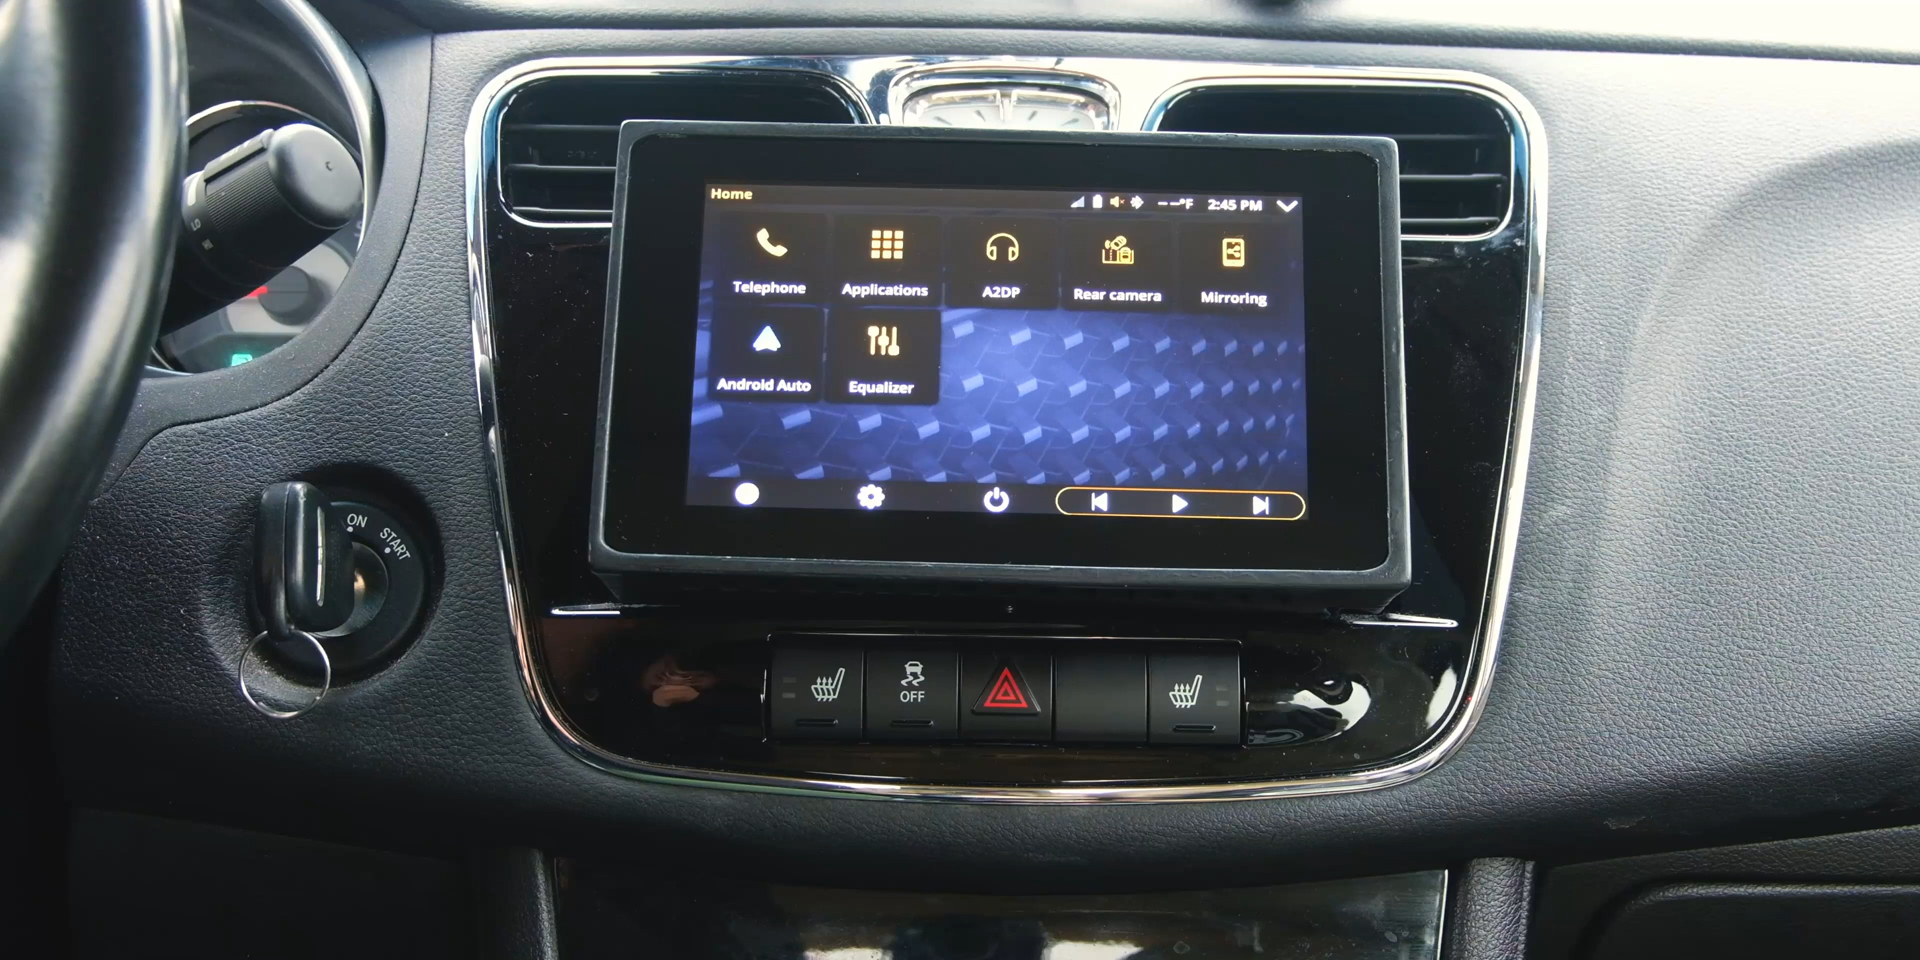 Home
--°F 2:45 PM
Telephone
Applications
A2DP
Rear camera
Mirroring
Android Auto
Equalizer
ON
START
OFF